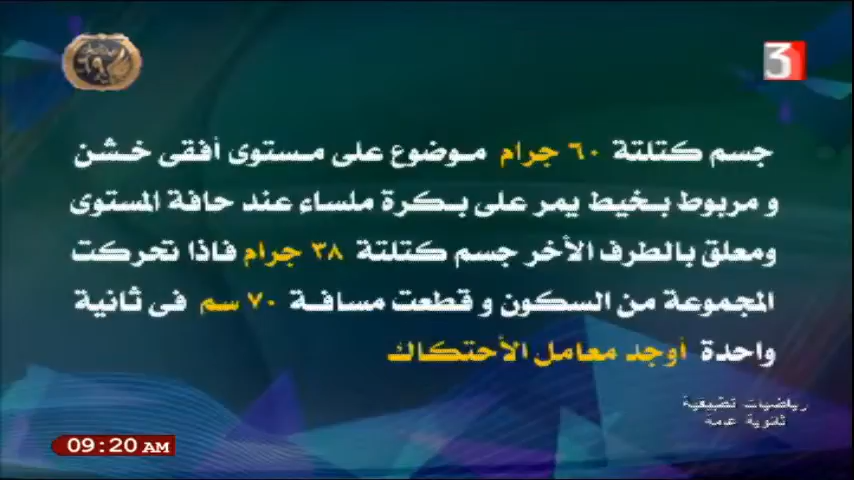 3
جسم كتلتة ٦٠ جرام موضوع على مستوى أفقى خشن
و مربوط بخيط يمر على بكرة ملساء عند حافة المستوى
ومعلق بالطرف الأخر جسم كتلتة ٣٨ جرام فاذا تحركت
المجموعة من السكون و قطعت مسافة ٧٠ سم فى ثانية
واحدة أوجد معامل الأحتكاك
رياضيات تطبيقية
ثانوية عامة
09:20 AM